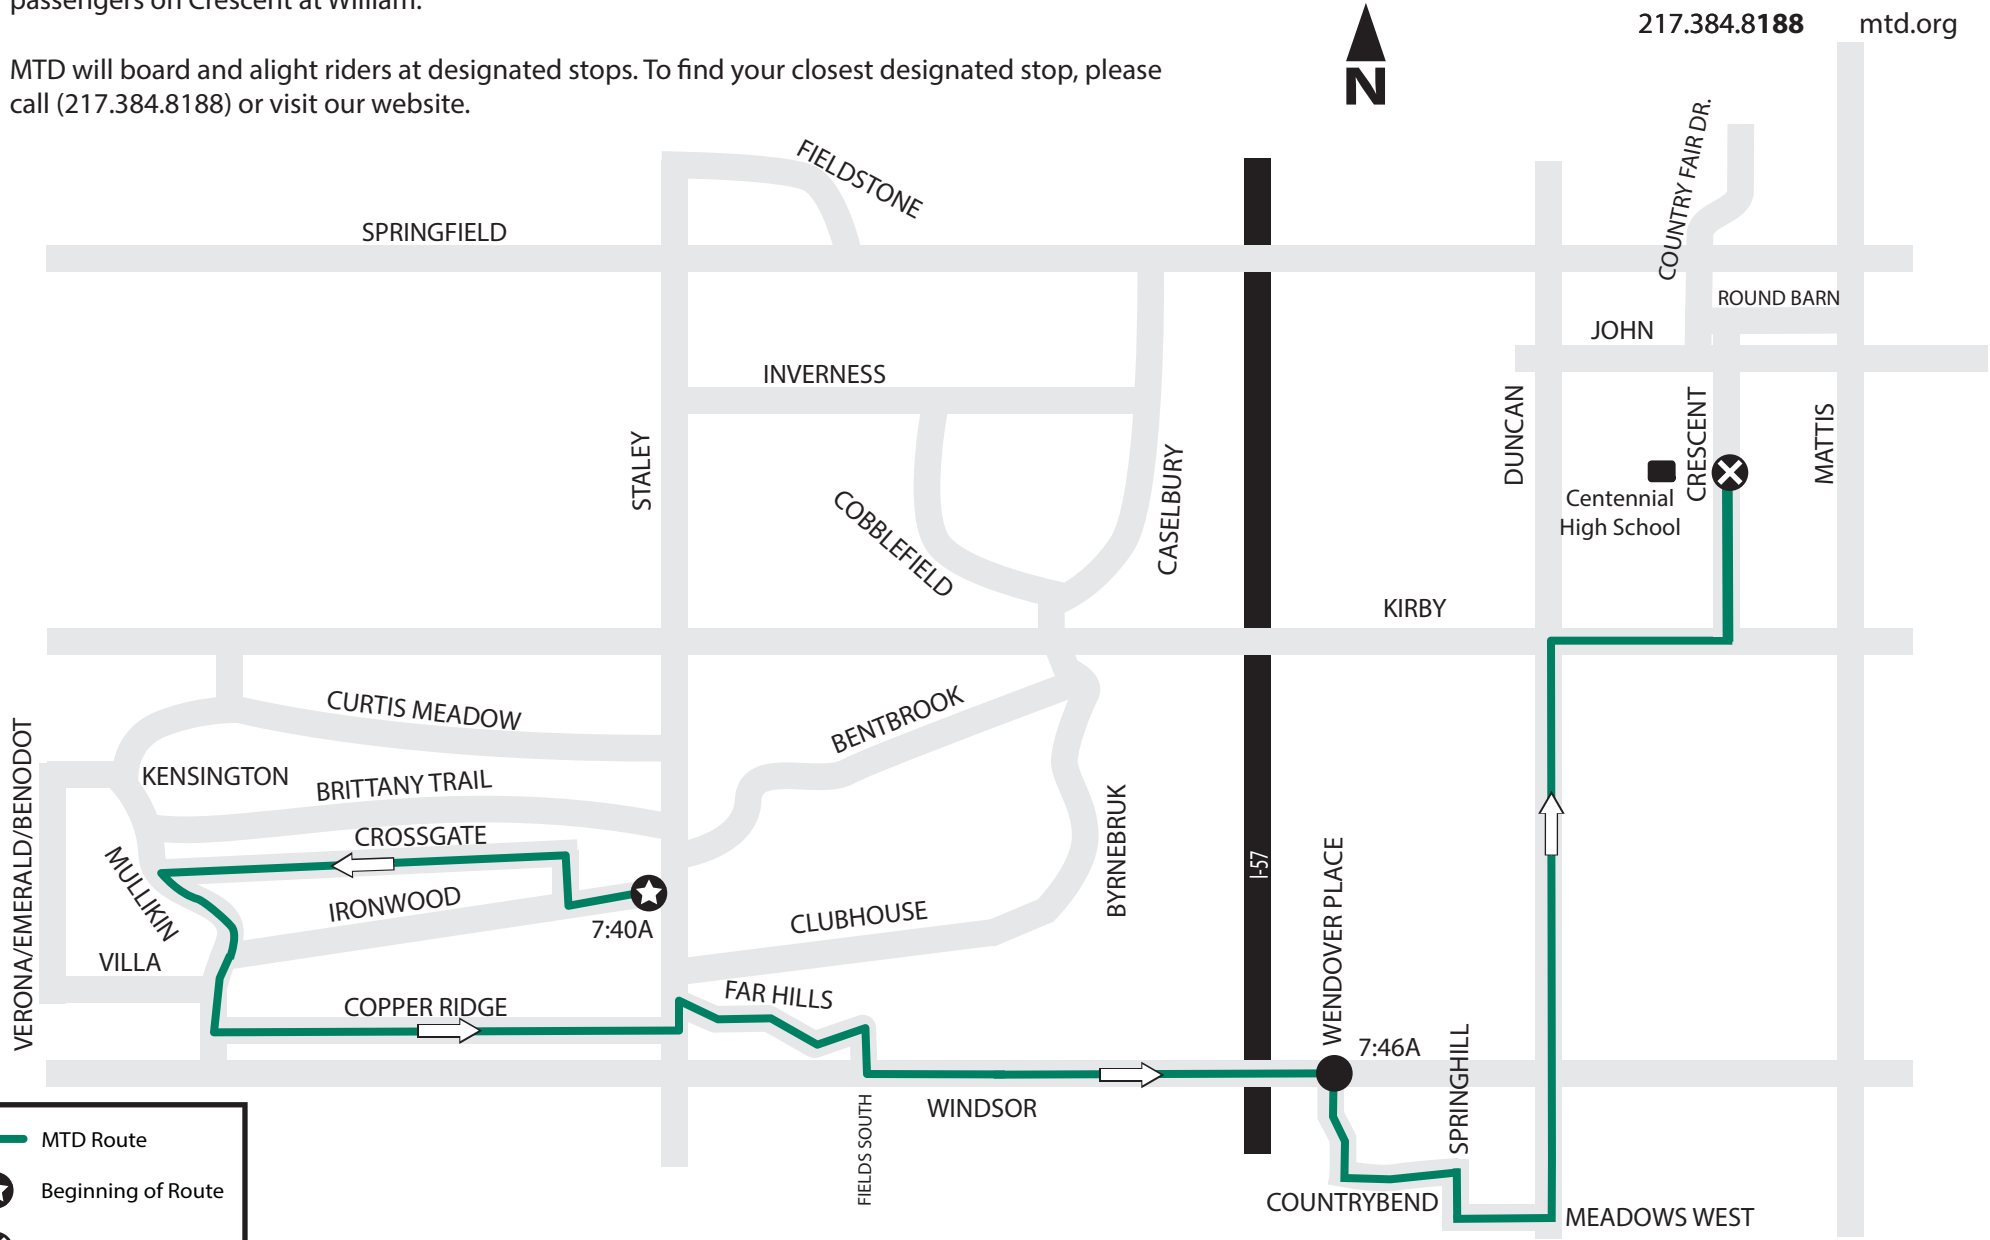 passengers on Crescent at William.
217.384.8188 mtd.org
MTD will board and alight riders at designated stops. To find your closest designated stop, please
call (217.384.8188) or visit our website.
N
COUNTRY FAIR DR.
FIELDSTONE
SPRINGFIELD
ROUND BARN
JOHN
INVERNESS
STALEY
COBBLEFIELD
CASELBURY
DUNCAN
CRESCENT
MATTIS
Centennial
High School
KIRBY
CURTIS MEADOW
BENTBROOK
VERONA/EMERALD/BENODOT
KENSINGTON
BRITTANY TRAIL
CROSSGATE
MULLIKIN
IRONWOOD
7:40A
BYRNEBRUK
I-57
CLUBHOUSE
WENDOVER PLACE
VILLA
COPPER RIDGE
FAR HILLS
7:46A
SPRINGHILL
WINDSOR
FIELDS SOUTH
COUNTRYBEND
MEADOWS WEST
MTD Route
Beginning of Route